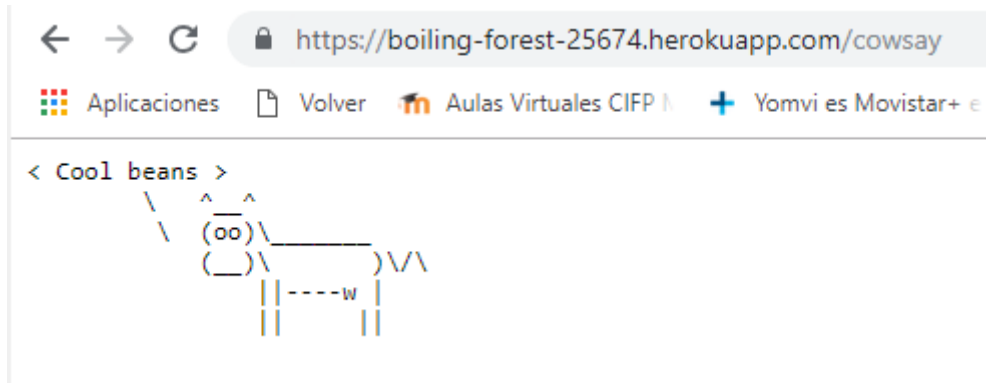 https://boiling-forest-25674.herokuapp.com/cowsay
Aplicaciones Volver Aulas Virtuales CIFP Yomvi es Movistar+
< Cool beans >
        \   ^__^
         \  (oo)\_______
            (__)\       )\/\
                ||----w |
                ||     ||